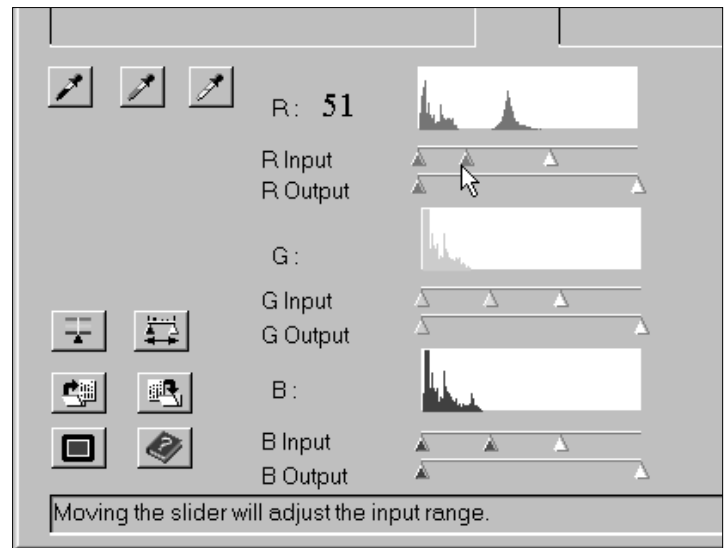 R: 51
R Input
R Output
G:
G Input
G Output
B:
B Input
B Output
Moving the slider will adjust the input range.